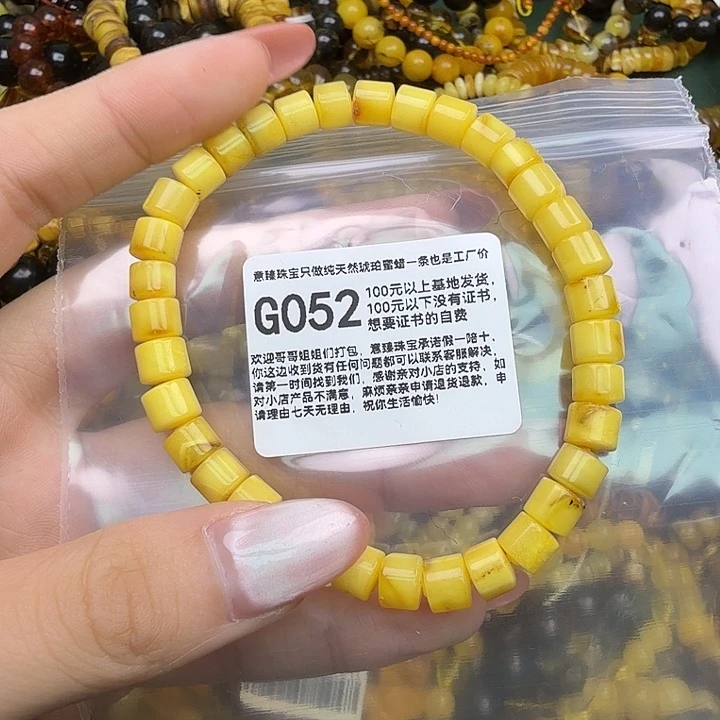 意臻珠宝只做纯天然琥珀蜜蜡一条也是工厂价
G052
100元以上基地发货，
100元以下没有证书，
想要证书的自费
欢迎哥哥姐姐们打包，意臻珠宝承诺假一陪十、
你这边收到货有任何问题都可以联系客服解决，
请第一时间找到我们，感谢亲对小店的支持、如
对小店产品不满意，麻烦亲亲申请退货退款，申
请理由七天无理由，祝你生活愉快！